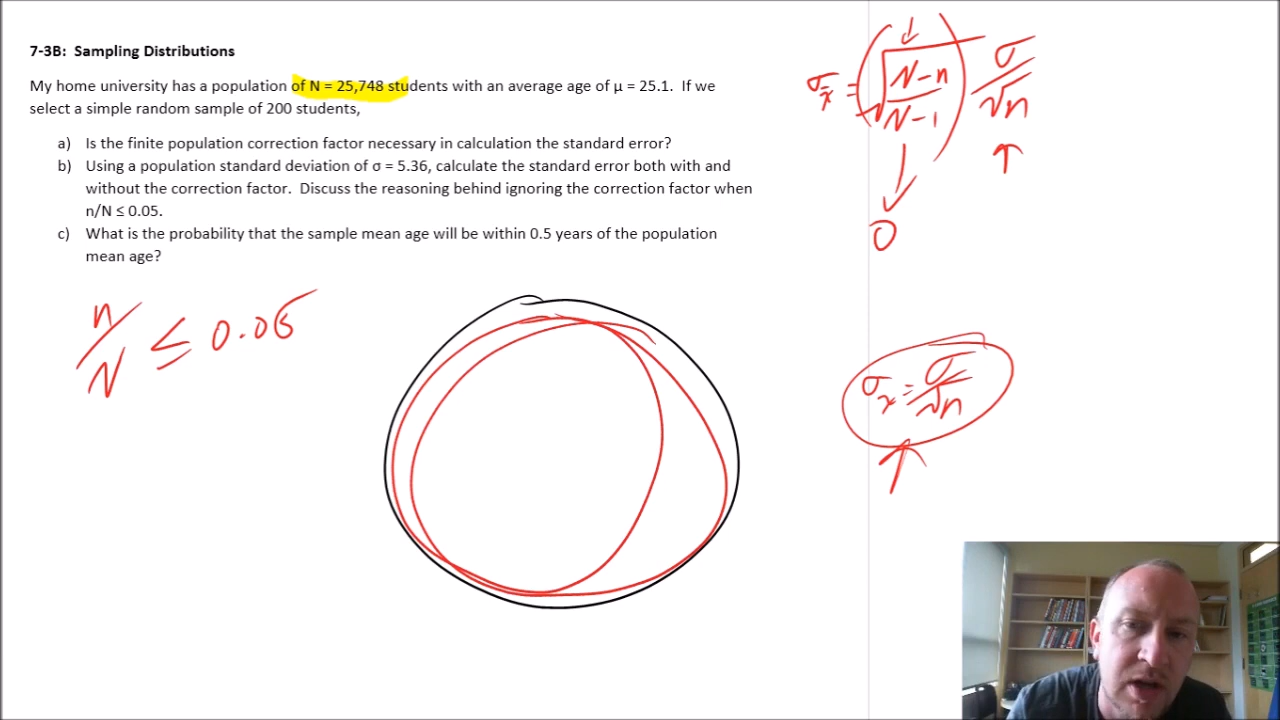 7-3B: Sampling Distributions
My home university has a population of N = 25,748 students with an average age of μ = 25.1. If we
select a simple random sample of 200 students,
a) Is the finite population correction factor necessary in calculation the standard error?
b) Using a population standard deviation of σ = 5.36, calculate the standard error both with and
without the correction factor. Discuss the reasoning behind ignoring the correction factor when
n/N ≤ 0.05.
c) What is the probability that the sample mean age will be within 0.5 years of the population
mean age?
σx̄ = (√(N-n)/(N-1)) σ/√n
0
n/N ≤ 0.05
σx̄ = σ/√n